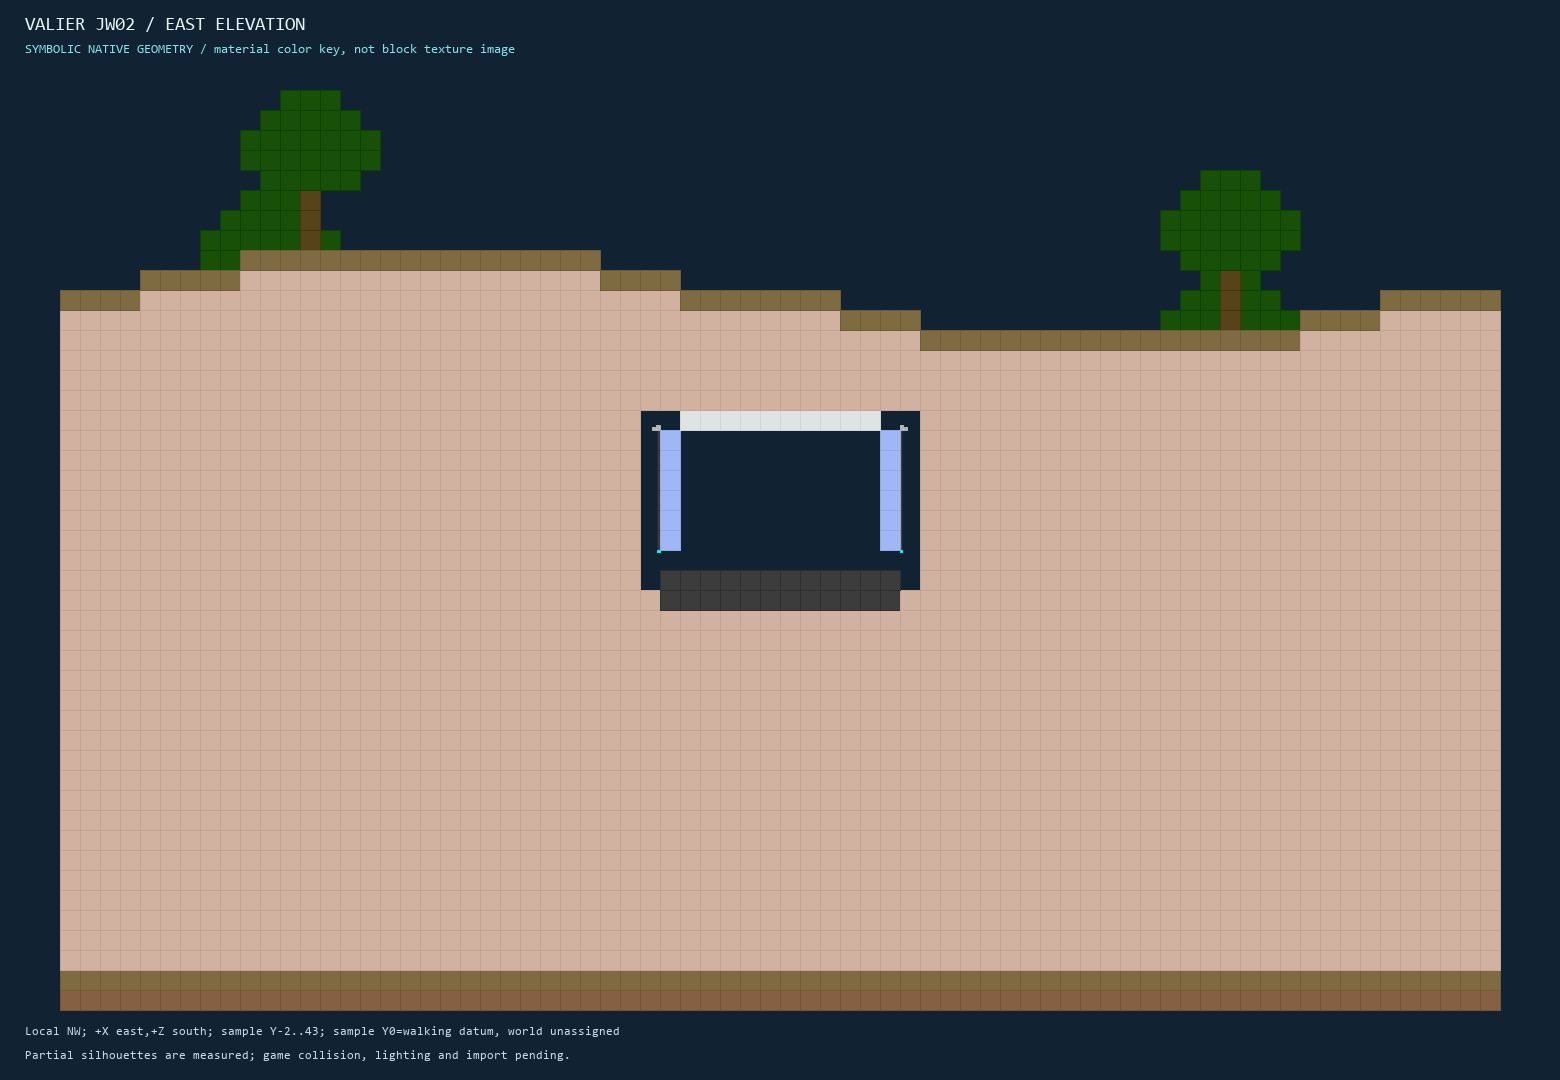 VALIER JW02 / EAST ELEVATION
SYMBOLIC NATIVE GEOMETRY / material color key, not block texture image
Local NW; +X east,+Z south; sample Y-2..43; sample Y0=walking datum, world unassigned
Partial silhouettes are measured; game collision, lighting and import pending.